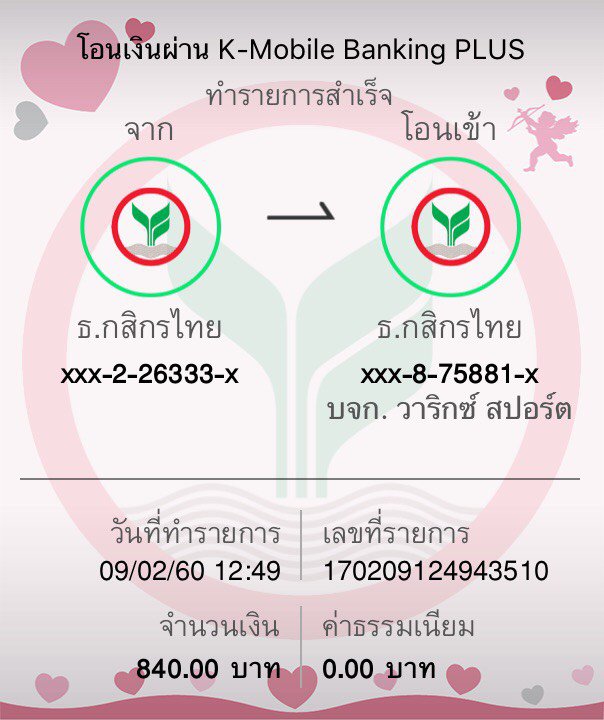 โอนเงินผ่าน K-Mobile Banking PLUS
ทำรายการสำเร็จ
จาก
โอนเข้า
ธ.กสิกรไทย
ธ.กสิกรไทย
xxx-2-26333-x
xxx-8-75881-x
บจก. วาริกซ์ สปอร์ต
วันที่ทำรายการ
เลขที่รายการ
09/02/60 12:49
170209124943510
จำนวนเงิน
ค่าธรรมเนียม
840.00 บาท
0.00 บาท